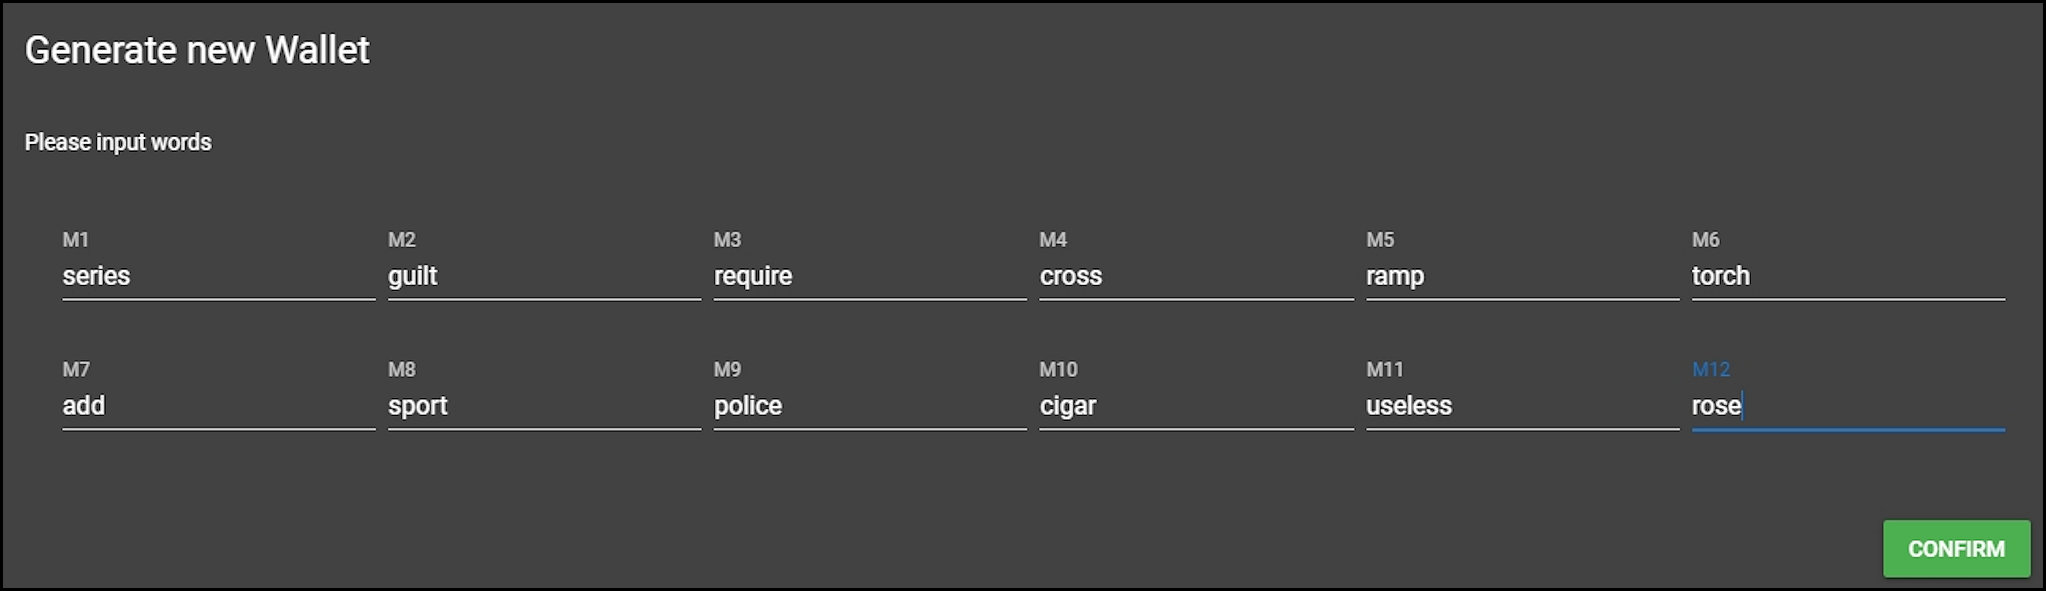 Generate new Wallet
Please input words
M1 M2 M3 M4 M5 M6
series guilt require cross ramp torch
M7 M8 M9 M10 M11 M12
add sport police cigar useless rose
CONFIRM